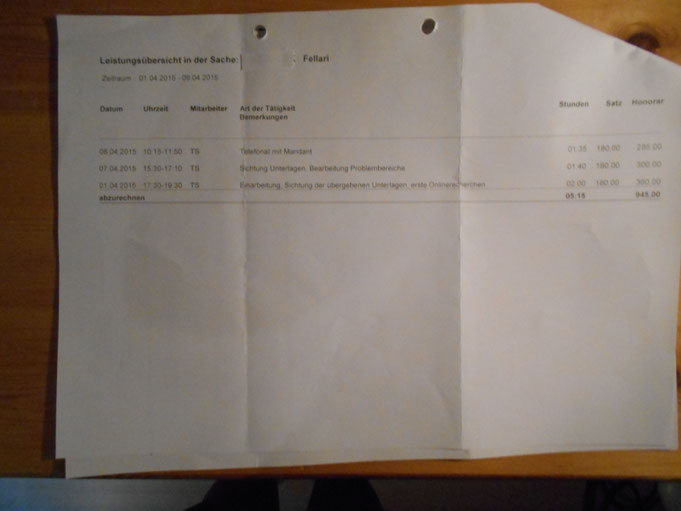 Leistungsübersicht in der Sache: Fellari
Zeitraum : 01.04.2015 - 09.04.2015
Datum Uhrzeit Mitarbeiter Art der Tätigkeit Stunden Satz Honorar
Bemerkungen
08.04.2015 10:15-11:50 TS Telefonat mit Mandant 01:35 180,00 285,00
07.04.2015 15:30-17:10 TS Sichtung Unterlagen, Bearbeitung Problembereiche 01:40 180,00 300,00
01.04.2015 17:30-19:30 TS Einarbeitung, Sichtung der übergebenen Unterlagen, erste Onlinerecherchen 02:00 180,00 360,00
abzurechnen 05:15 945,00